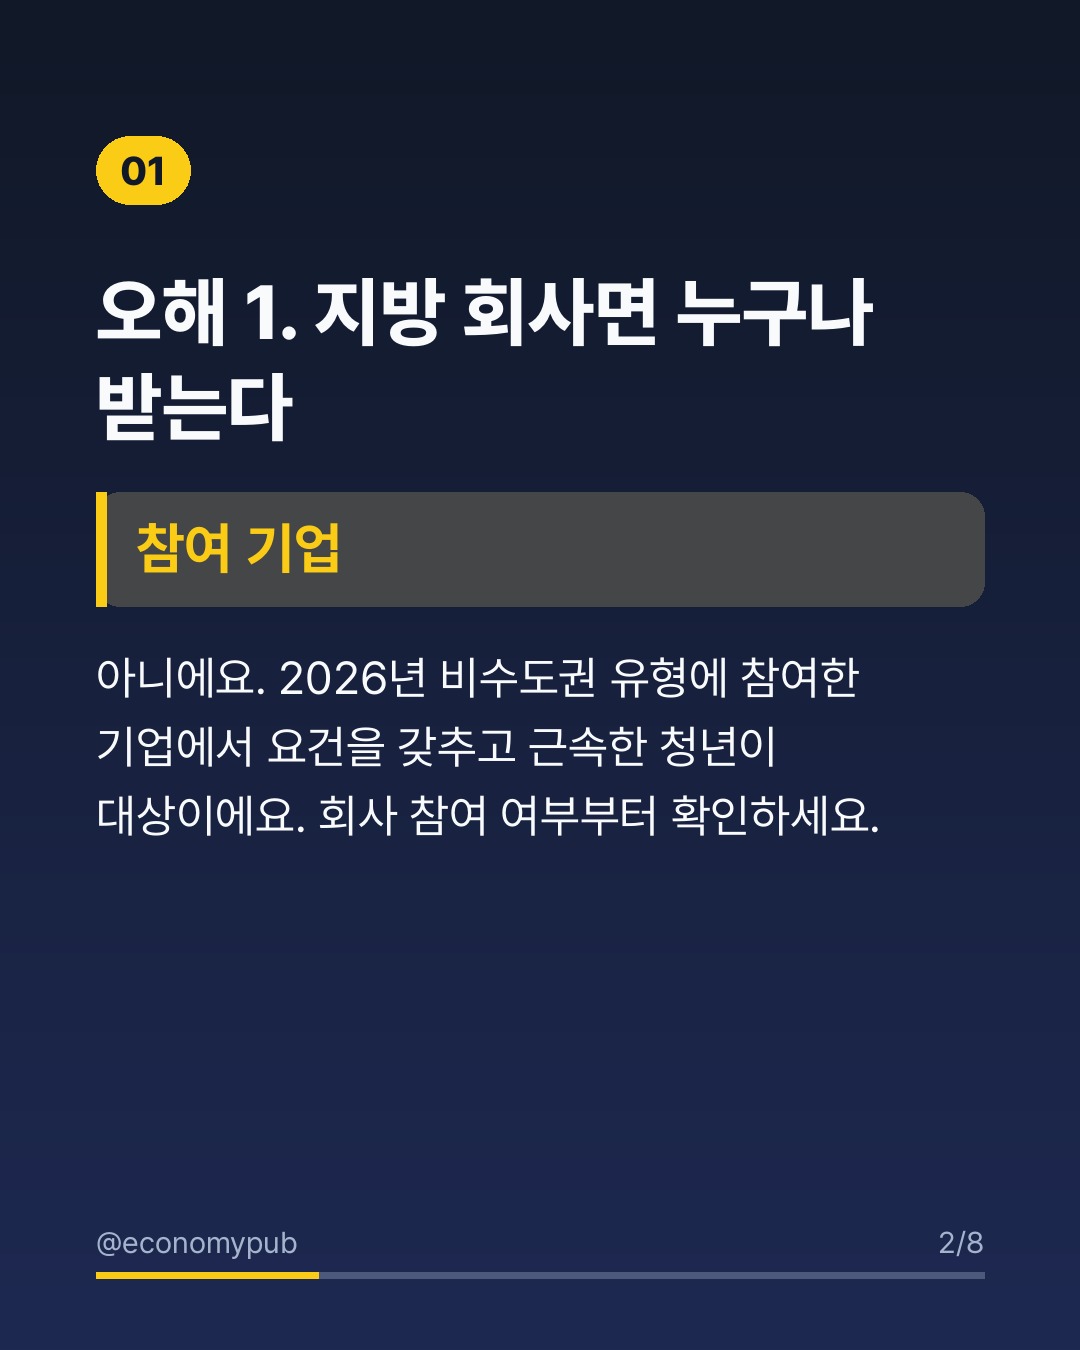 01
오해 1. 지방 회사면 누구나
받는다
참여 기업
아니에요. 2026년 비수도권 유형에 참여한
기업에서 요건을 갖추고 근속한 청년이
대상이에요. 회사 참여 여부부터 확인하세요.
@economypub
2/8